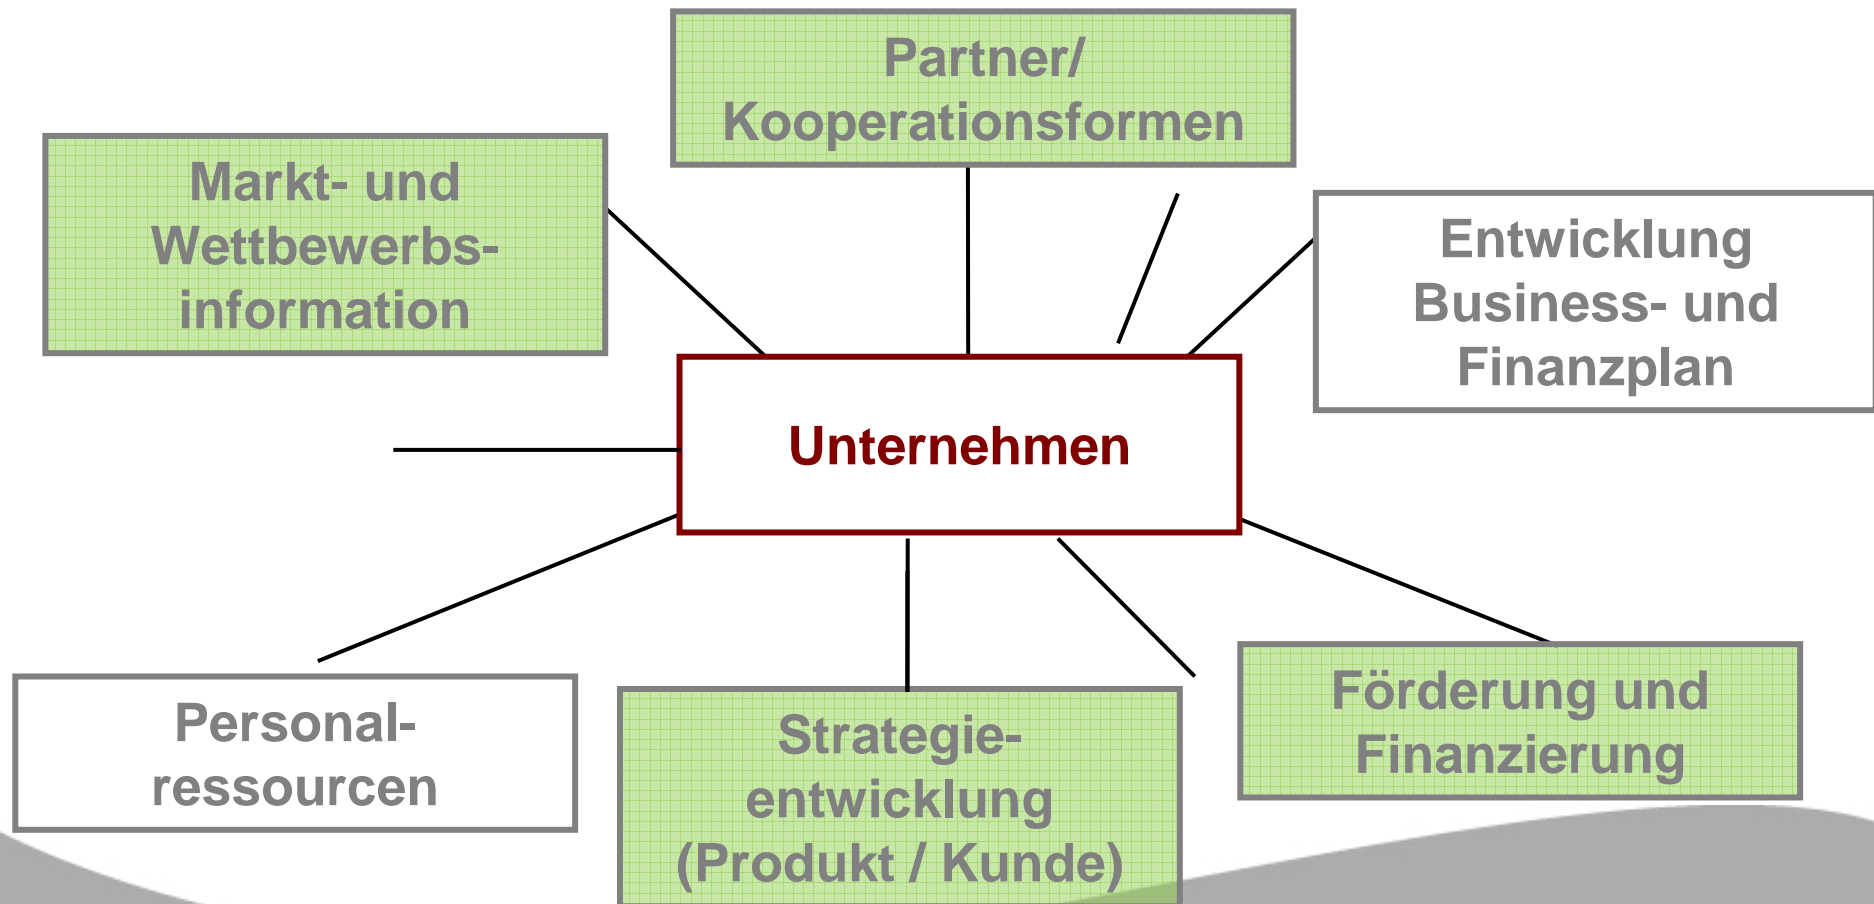 Partner/
Kooperationsformen
Markt- und
Wettbewerbs-
information
Entwicklung
Business- und
Finanzplan
Unternehmen
Personal-
ressourcen
Strategie-
entwicklung
(Produkt / Kunde)
Förderung und
Finanzierung